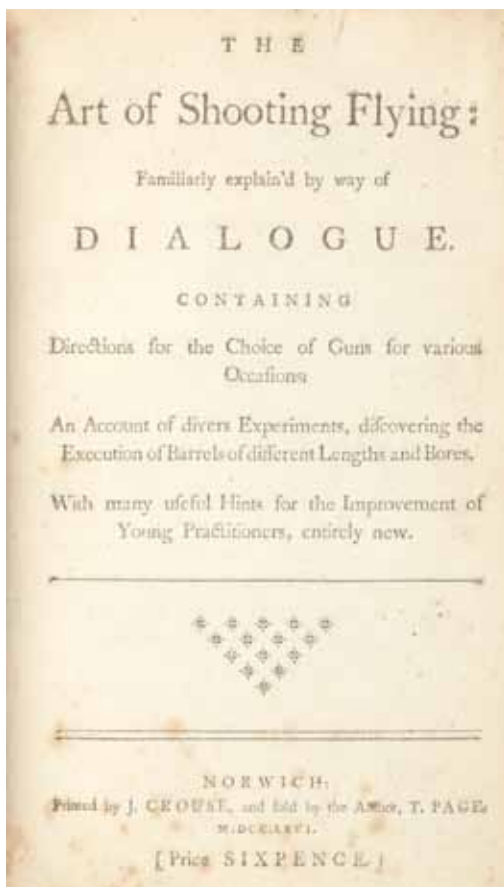 THE
Art of Shooting Flying:
Familiarly explain'd by way of
DIALOGUE.
CONTAINING
Directions for the Choice of Guns for various
Occaſions:
An Account of divers Experiments, diſcovering the
Execution of Barrels of different Lengths and Bores.
With many uſeful Hints for the Improvement of
Young Practitioners, entirely new.
NORWICH:
Printed by J. CROUSE, and ſold by the Author, T. PAGE.
M.DCC.LXVI.
[Price SIXPENCE.]